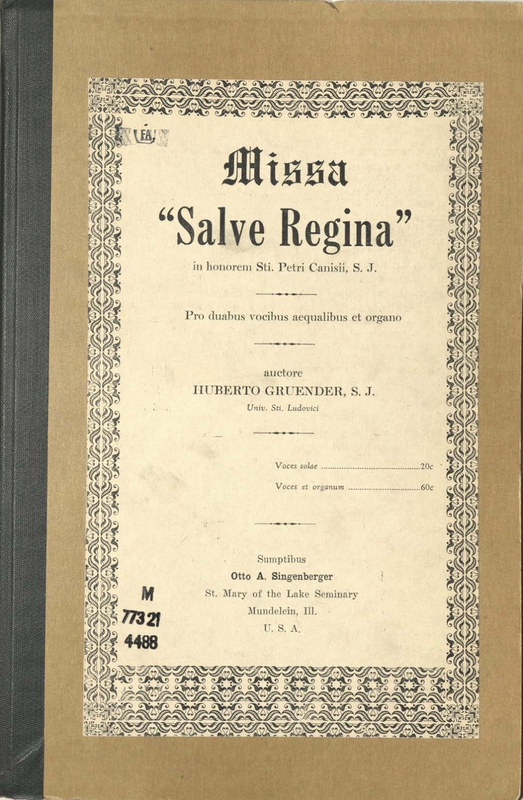 FA
Missa
"Salve Regina"
in honorem Sti. Petri Canisii, S. J.
Pro duabus vocibus aequalibus et organo
auctore
HUBERTO GRUENDER, S. J.
Univ. Sti. Ludovici
Voces solae ........................................20c
Voces et organum .............................60c
Sumptibus
Otto A. Singenberger
St. Mary of the Lake Seminary
Mundelein, Ill.
U. S. A.
M
77321
4488